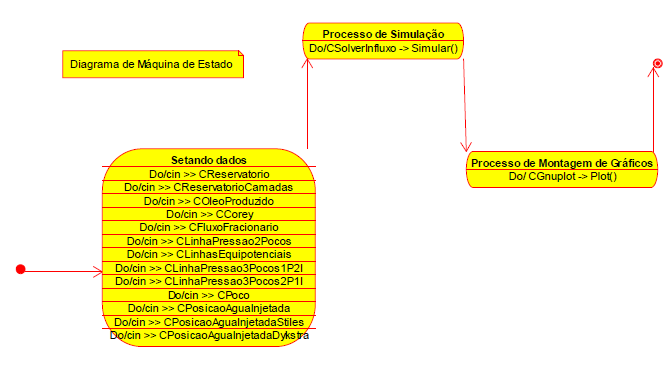 Processo de Simulação
Do/CSolverInfluxo -> Simular()
Diagrama de Máquina de Estado
Setando dados
Do/cin >> CReservatorio
Do/cin >> CReservatorioCamadas
Do/cin >> COleoProduzido
Do/cin >> CCorey
Do/cin >> CFluxoFracionario
Do/cin >> CLinhaPressao2Pocos
Do/cin >> CLinhasEquipotenciais
Do/cin >> CLinhaPressao3Pocos1P2I
Do/cin >> CLinhaPressao3Pocos2P1I
Do/cin >> CPoco
Do/cin >> CPosicaoAguaInjetada
Do/cin >> CPosicaoAguaInjetadaStiles
Do/cin >> CPosicaoAguaInjetadaDykstra
Processo de Montagem de Gráficos
Do/ CGnuplot -> Plot()